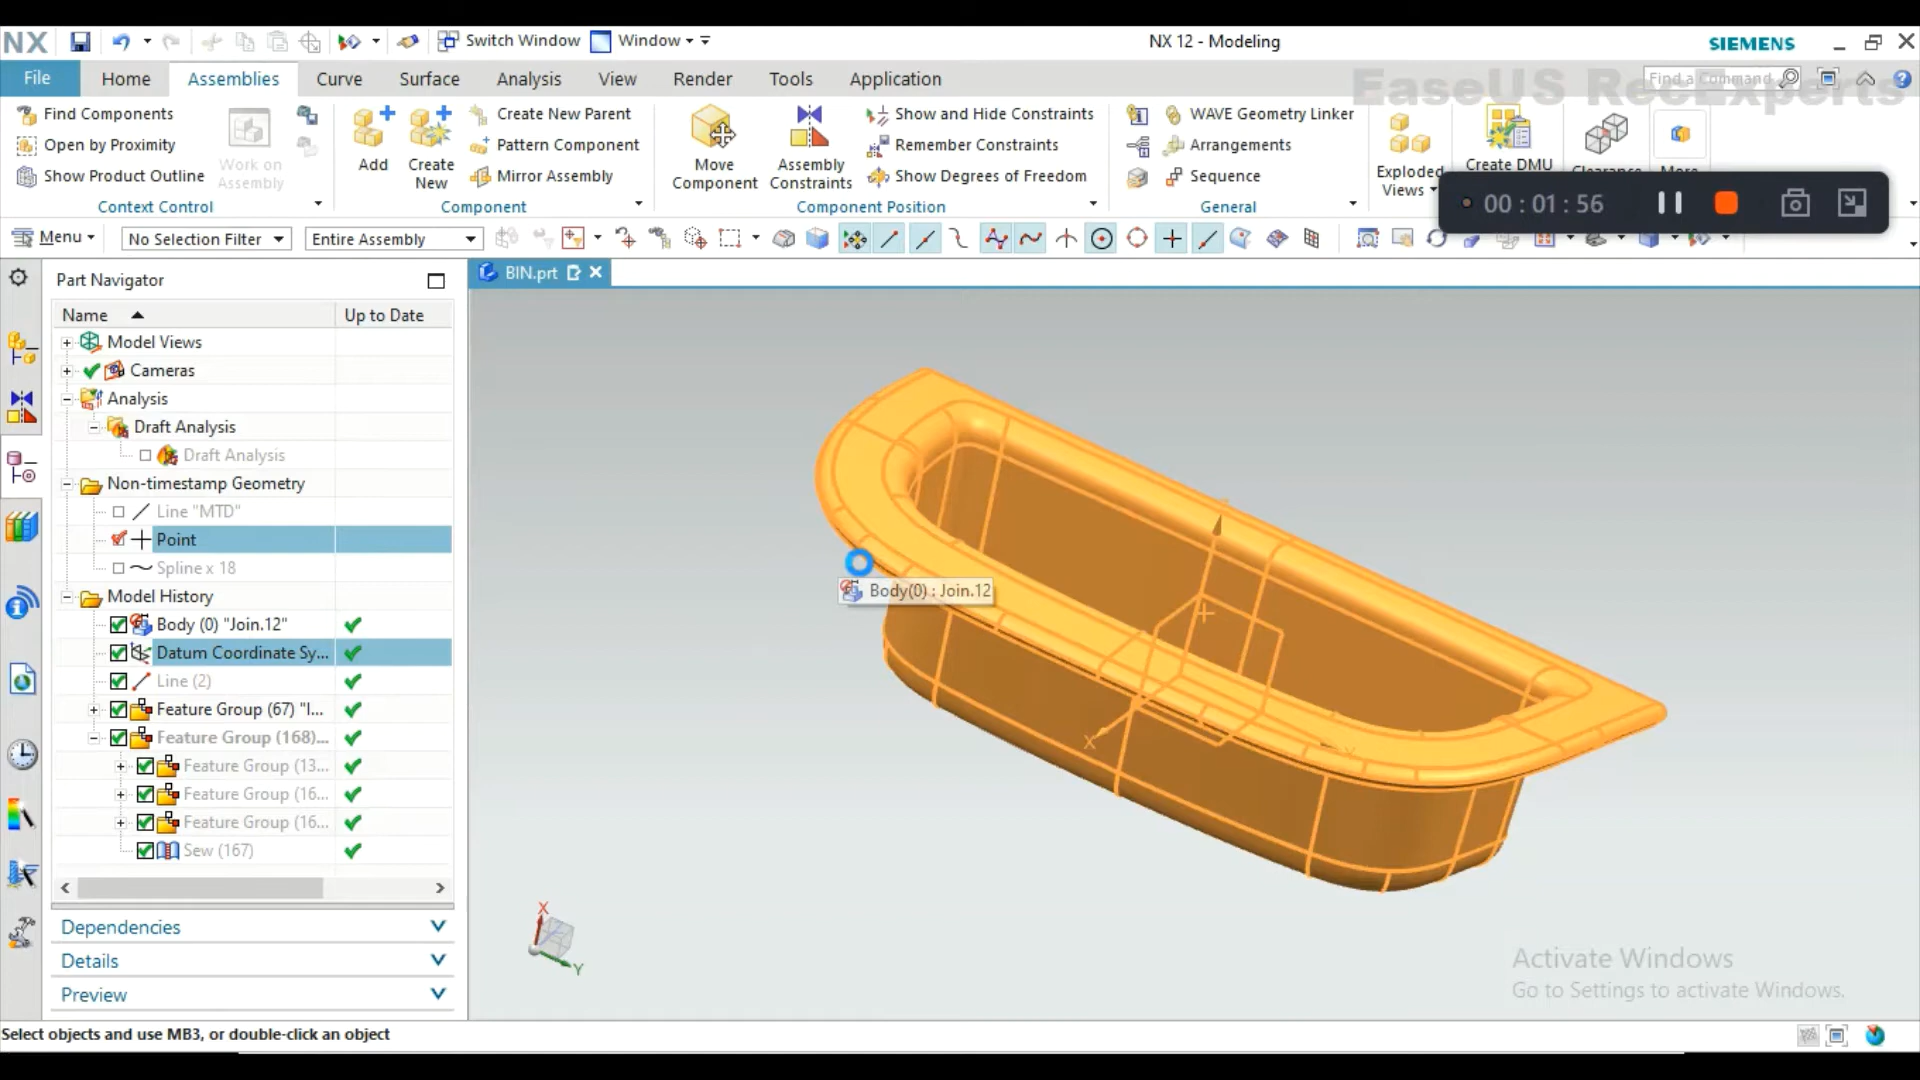 NX
Switch Window
Window
NX 12 - Modeling
SIEMENS
File
Home
Assemblies
Curve
Surface
Analysis
View
Render
Tools
Application
Find a Command
EaseUS RecExperts
Find Components
Open by Proximity
Show Product Outline
Work on
Assembly
Context Control
Add
Create
New
Create New Parent
Pattern Component
Mirror Assembly
Component
Move
Component
Assembly
Constraints
Show and Hide Constraints
Remember Constraints
Show Degrees of Freedom
Component Position
WAVE Geometry Linker
Arrangements
Sequence
General
Exploded
Views
Create DMU
Clearance
More
00 : 01 : 56
Menu
No Selection Filter
Entire Assembly
Part Navigator
BIN.prt
Name
Up to Date
Model Views
Cameras
Analysis
Draft Analysis
Draft Analysis
Non-timestamp Geometry
Line "MTD"
Point
Spline x 18
Model History
Body (0) "Join.12"
Datum Coordinate Sy...
Line (2)
Feature Group (67) "I...
Feature Group (168)...
Feature Group (13...
Feature Group (16...
Feature Group (16...
Sew (167)
Dependencies
Details
Preview
Body(0) : Join.12
X
Y
X
Y
Activate Windows
Go to Settings to activate Windows.
Select objects and use MB3, or double-click an object